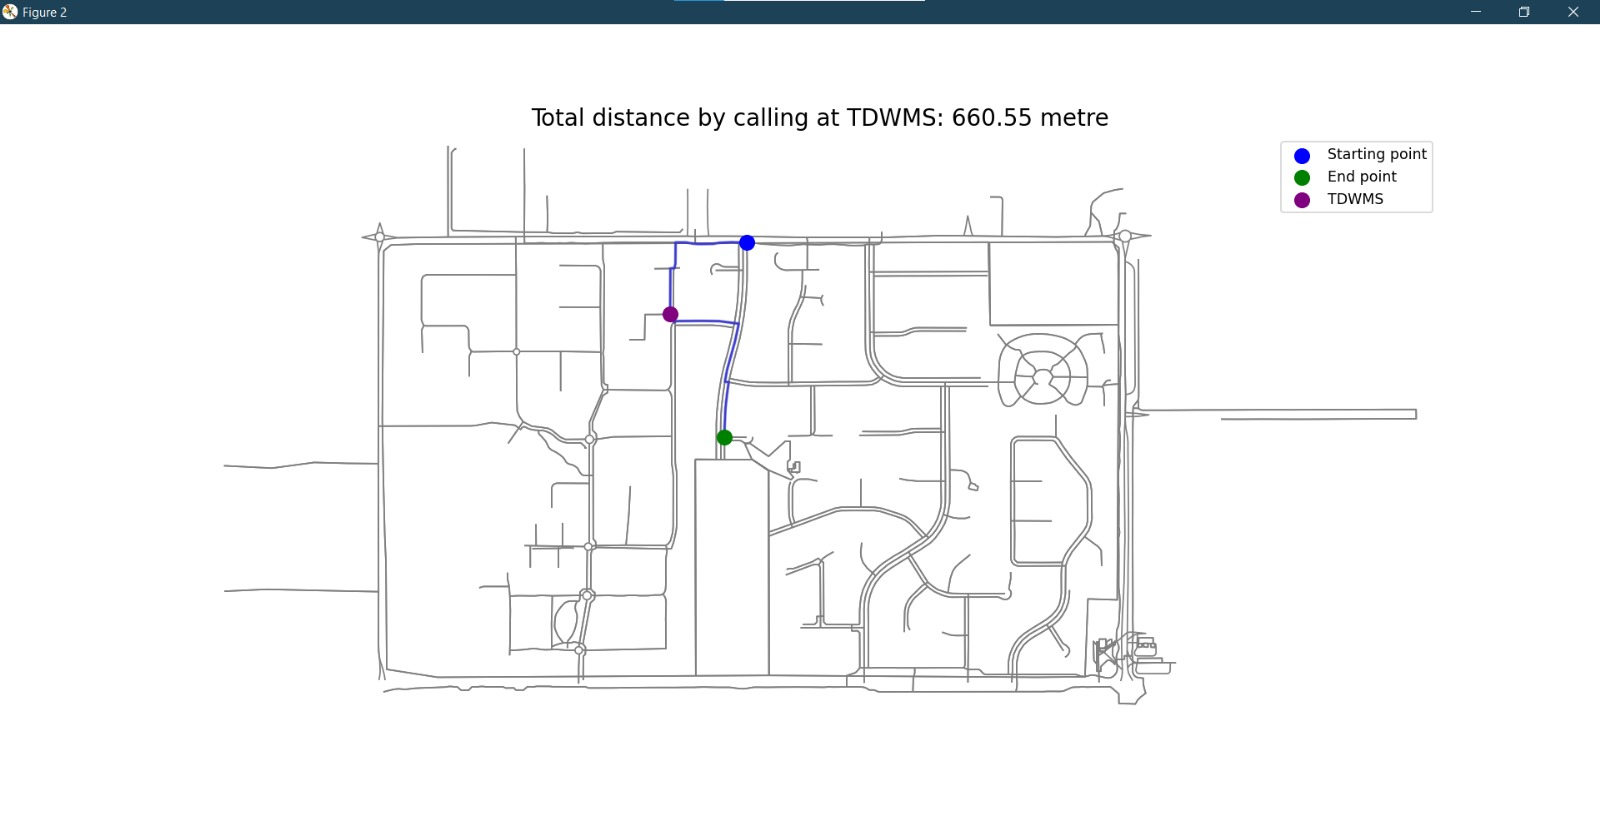 Figure 2
Total distance by calling at TDWMS: 660.55 metre
Starting point
End point
TDWMS